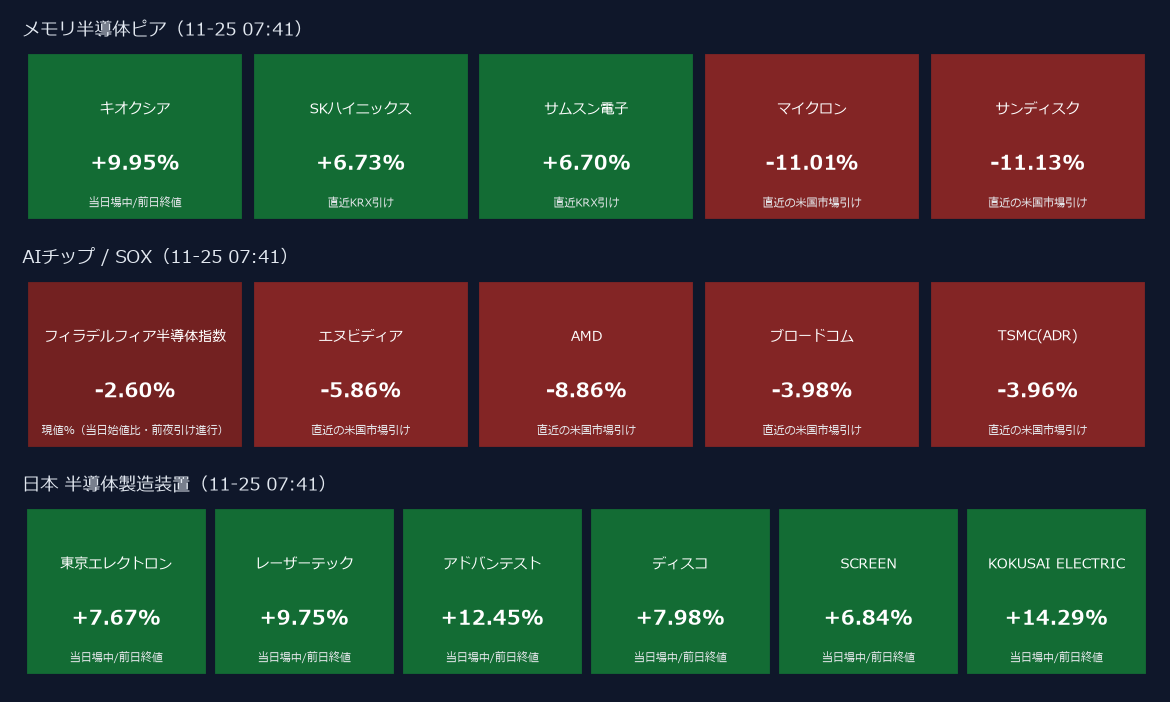 メモリ半導体ピア（11-25 07:41）
キオクシア
+9.95%
当日場中/前日終値
SKハイニックス
+6.73%
直近KRX引け
サムスン電子
+6.70%
直近KRX引け
マイクロン
-11.01%
直近の米国市場引け
サンディスク
-11.13%
直近の米国市場引け
AIチップ / SOX（11-25 07:41）
フィラデルフィア半導体指数
-2.60%
現値%（当日始値比・前夜引け進行）
エヌビディア
-5.86%
直近の米国市場引け
AMD
-8.86%
直近の米国市場引け
ブロードコム
-3.98%
直近の米国市場引け
TSMC(ADR)
-3.96%
直近の米国市場引け
日本 半導体製造装置（11-25 07:41）
東京エレクトロン
+7.67%
当日場中/前日終値
レーザーテック
+9.75%
当日場中/前日終値
アドバンテスト
+12.45%
当日場中/前日終値
ディスコ
+7.98%
当日場中/前日終値
SCREEN
+6.84%
当日場中/前日終値
KOKUSAI ELECTRIC
+14.29%
当日場中/前日終値